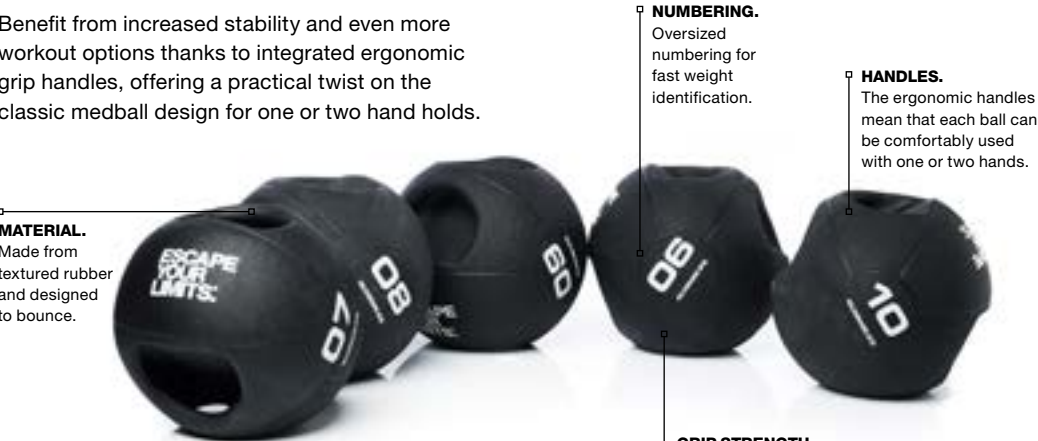 Benefit from increased stability and even more
workout options thanks to integrated ergonomic
grip handles, offering a practical twist on the
classic medball design for one or two hand holds.
NUMBERING.
Oversized
numbering for
fast weight
identification.
HANDLES.
The ergonomic handles
mean that each ball can
be comfortably used
with one or two hands.
MATERIAL.
Made from
textured rubber
and designed
to bounce.
ESCAPE
YOUR
LIMITS.
07
08
09
06
10
GRIP STRENGTH